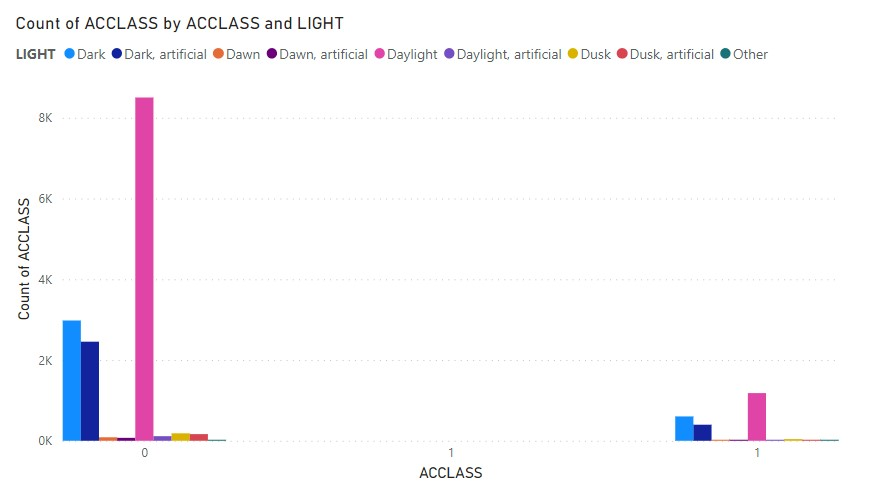 Count of ACCLASS by ACCLASS and LIGHT
LIGHT Dark Dark, artificial Dawn Dawn, artificial Daylight Daylight, artificial Dusk Dusk, artificial Other
8K
6K
4K
2K
0K
Count of ACCLASS
0 1 1
ACCLASS